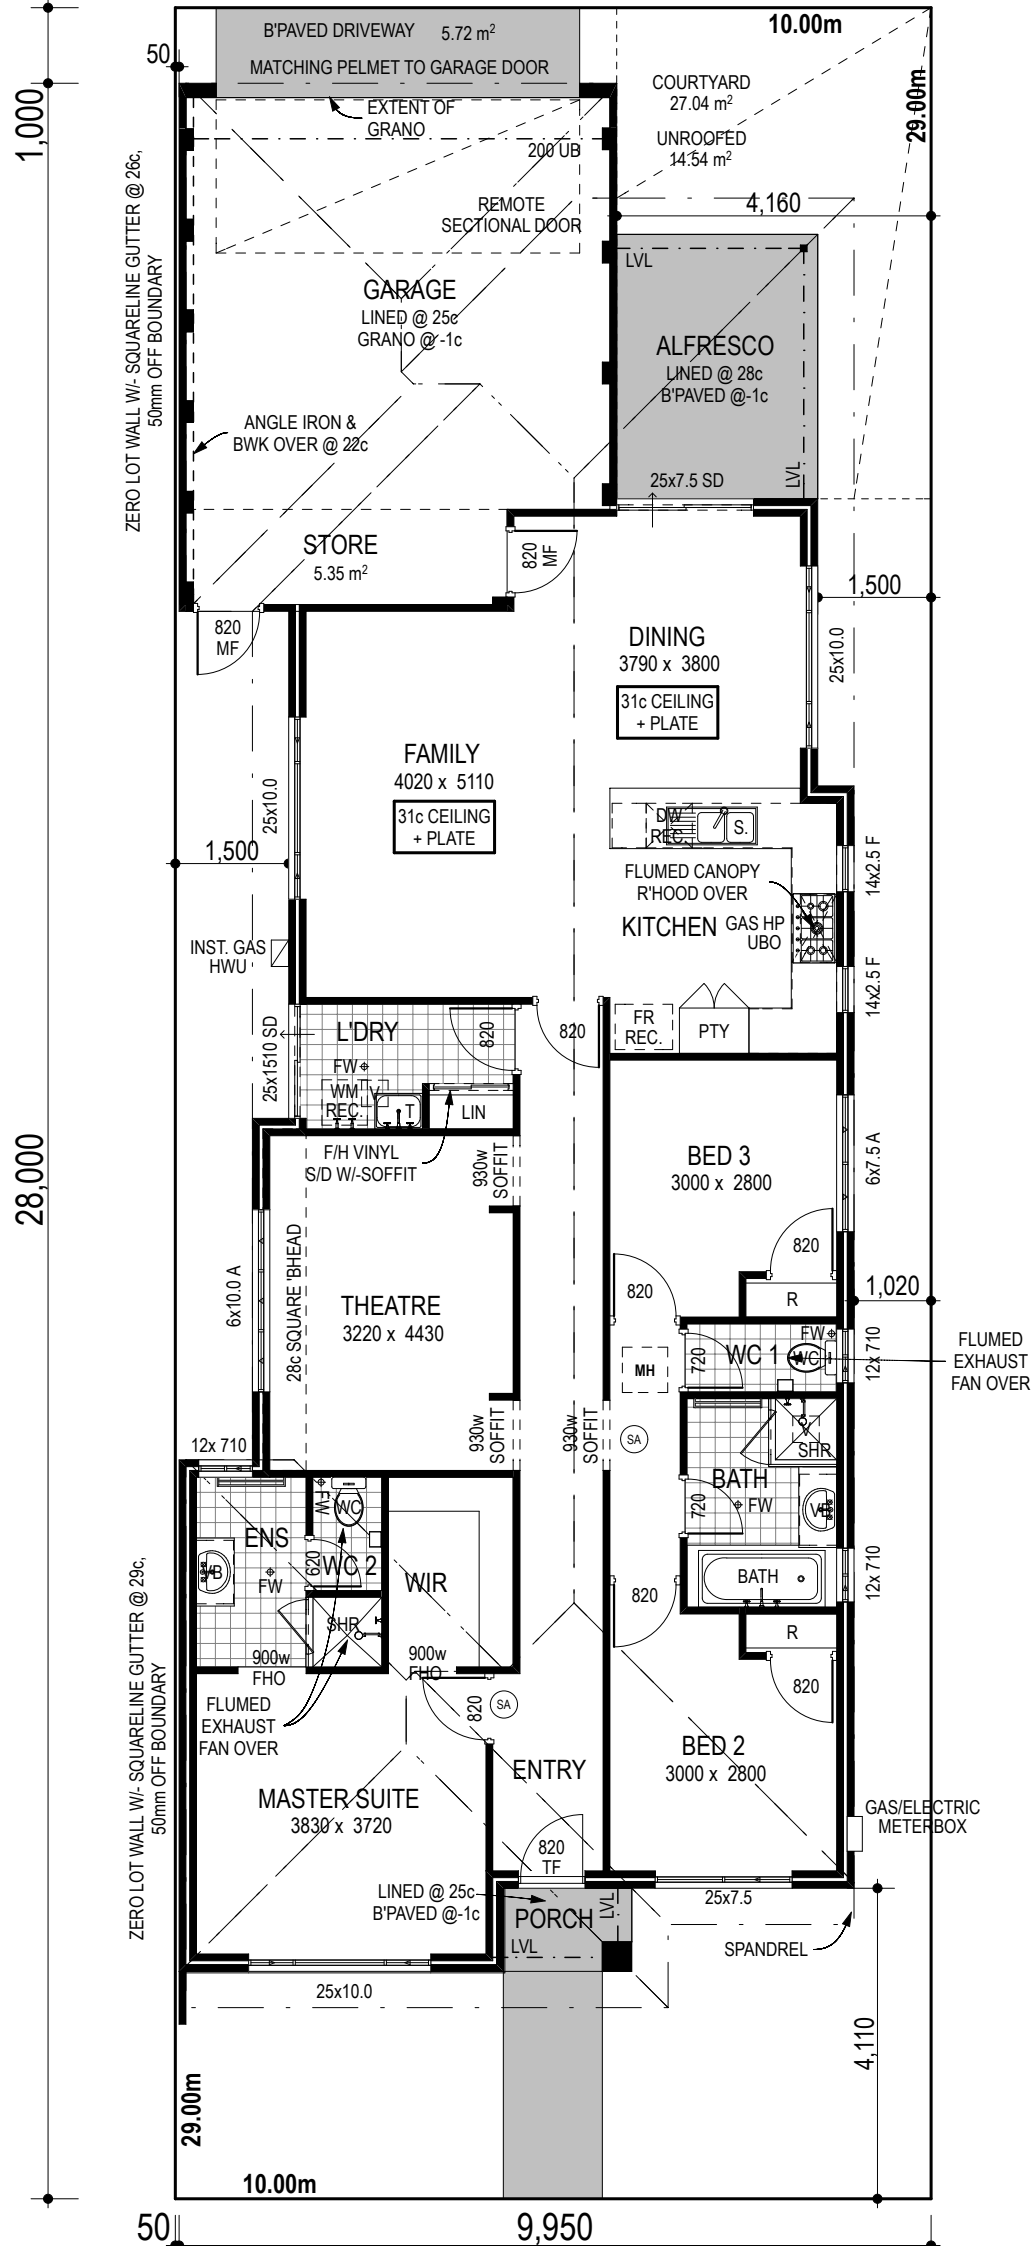 10.00m
B'PAVED DRIVEWAY 5.72 m²
50
MATCHING PELMET TO GARAGE DOOR
1,000
COURTYARD
27.04 m²
29.00m
EXTENT OF
GRANO
UNROOFED
14.54 m²
200 UB
ZERO LOT WALL W/- SQUARELINE GUTTER @ 26c,
50mm OFF BOUNDARY
REMOTE
SECTIONAL DOOR
4,160
LVL
GARAGE
LINED @ 25c
GRANO @ -1c
ALFRESCO
LINED @ 28c
B'PAVED @-1c
ANGLE IRON &
BWK OVER @ 22c
LVL
25x7.5 SD
STORE
5.35 m²
820
MF
1,500
820
MF
DINING
3790 x 3800
25x10.0
31c CEILING
+ PLATE
FAMILY
4020 x 5110
31c CEILING
+ PLATE
25x10.0
DW
REC.
S.
1,500
FLUMED CANOPY
R'HOOD OVER
14x2.5 F
KITCHEN
GAS HP
UBO
INST. GAS
HWU
14x2.5 F
FR
REC.
PTY
L'DRY
820
820
25x1510 SD
FW
WM
REC.
V
T
LIN
28,000
F/H VINYL
S/D W/-SOFFIT
930w
SOFFIT
BED 3
3000 x 2800
6x7.5 A
820
6x10.0 A
28c SQUARE 'BHEAD
THEATRE
3220 x 4430
820
R
1,020
FW
WC 1
WC
720
12x 710
FLUMED
EXHAUST
FAN OVER
MH
12x 710
930w
SOFFIT
930w
SOFFIT
SA
V
SHR
BATH
FW
720
VB
ENS
FW
WC
WC 2
620
VB
FW
WIR
BATH
12x 710
820
SHR
R
900w
FHO
900w
FHO
820
ZERO LOT WALL W/- SQUARELINE GUTTER @ 29c,
50mm OFF BOUNDARY
FLUMED
EXHAUST
FAN OVER
820
SA
BED 2
3000 x 2800
ENTRY
MASTER SUITE
3830 x 3720
GAS/ELECTRIC
METERBOX
820
TF
LINED @ 25c
B'PAVED @-1c
PORCH
LVL
LVL
25x7.5
SPANDREL
25x10.0
4,110
29.00m
10.00m
50
9,950